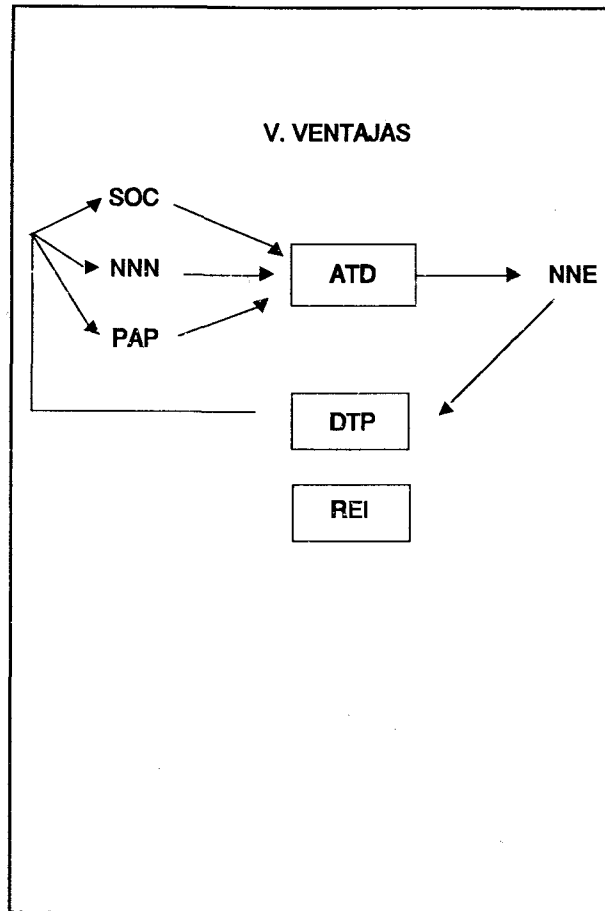 V. VENTAJAS
SOC
NNN
ATD
NNE
PAP
DTP
REI